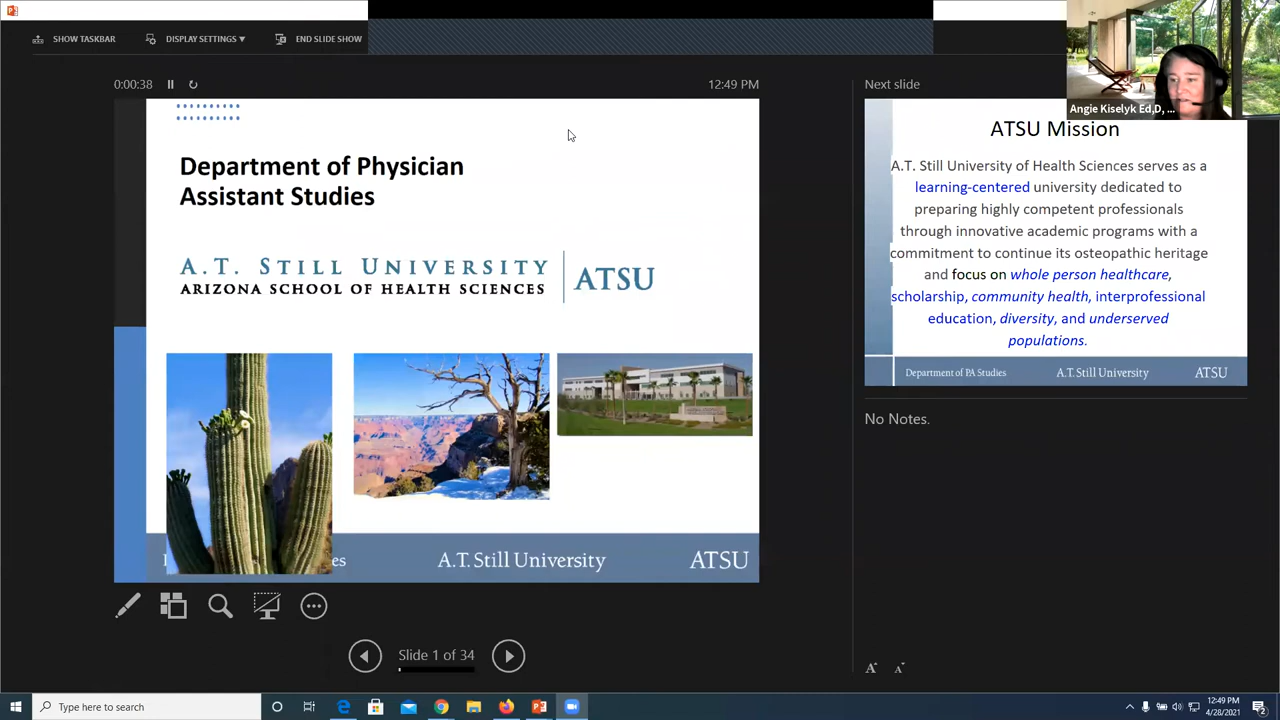 SHOW TASKBAR
DISPLAY SETTINGS ▾
END SLIDE SHOW
Angie Kiselyk Ed,D, ...
0:00:38
12:49 PM
Next slide
Department of Physician
Assistant Studies
A.T. STILL UNIVERSITY
ARIZONA SCHOOL OF HEALTH SCIENCES
ATSU
es
A.T. Still University
ATSU
ATSU Mission
A.T. Still University of Health Sciences serves as a
learning-centered university dedicated to
preparing highly competent professionals
through innovative academic programs with a
commitment to continue its osteopathic heritage
and focus on whole person healthcare,
scholarship, community health, interprofessional
education, diversity, and underserved
populations.
Department of PA Studies
A.T. Still University
ATSU
No Notes.
Slide 1 of 34
A A
Type here to search
12:49 PM
4/28/2021
2